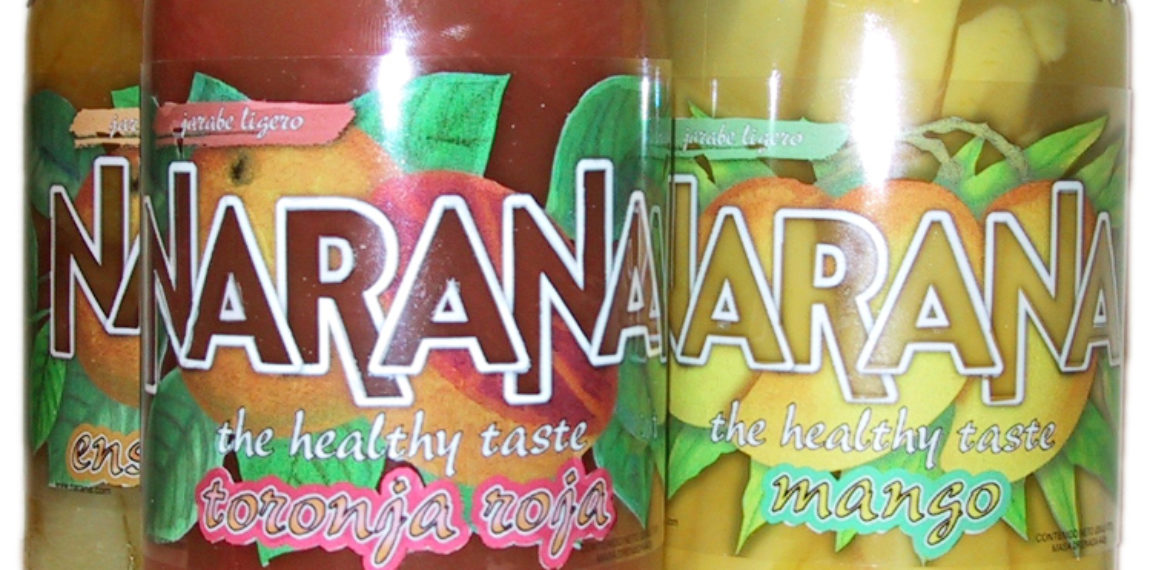 jarabe ligero
NARANA
the healthy taste
toronja roja
jarabe ligero
NARANA
the healthy taste
mango